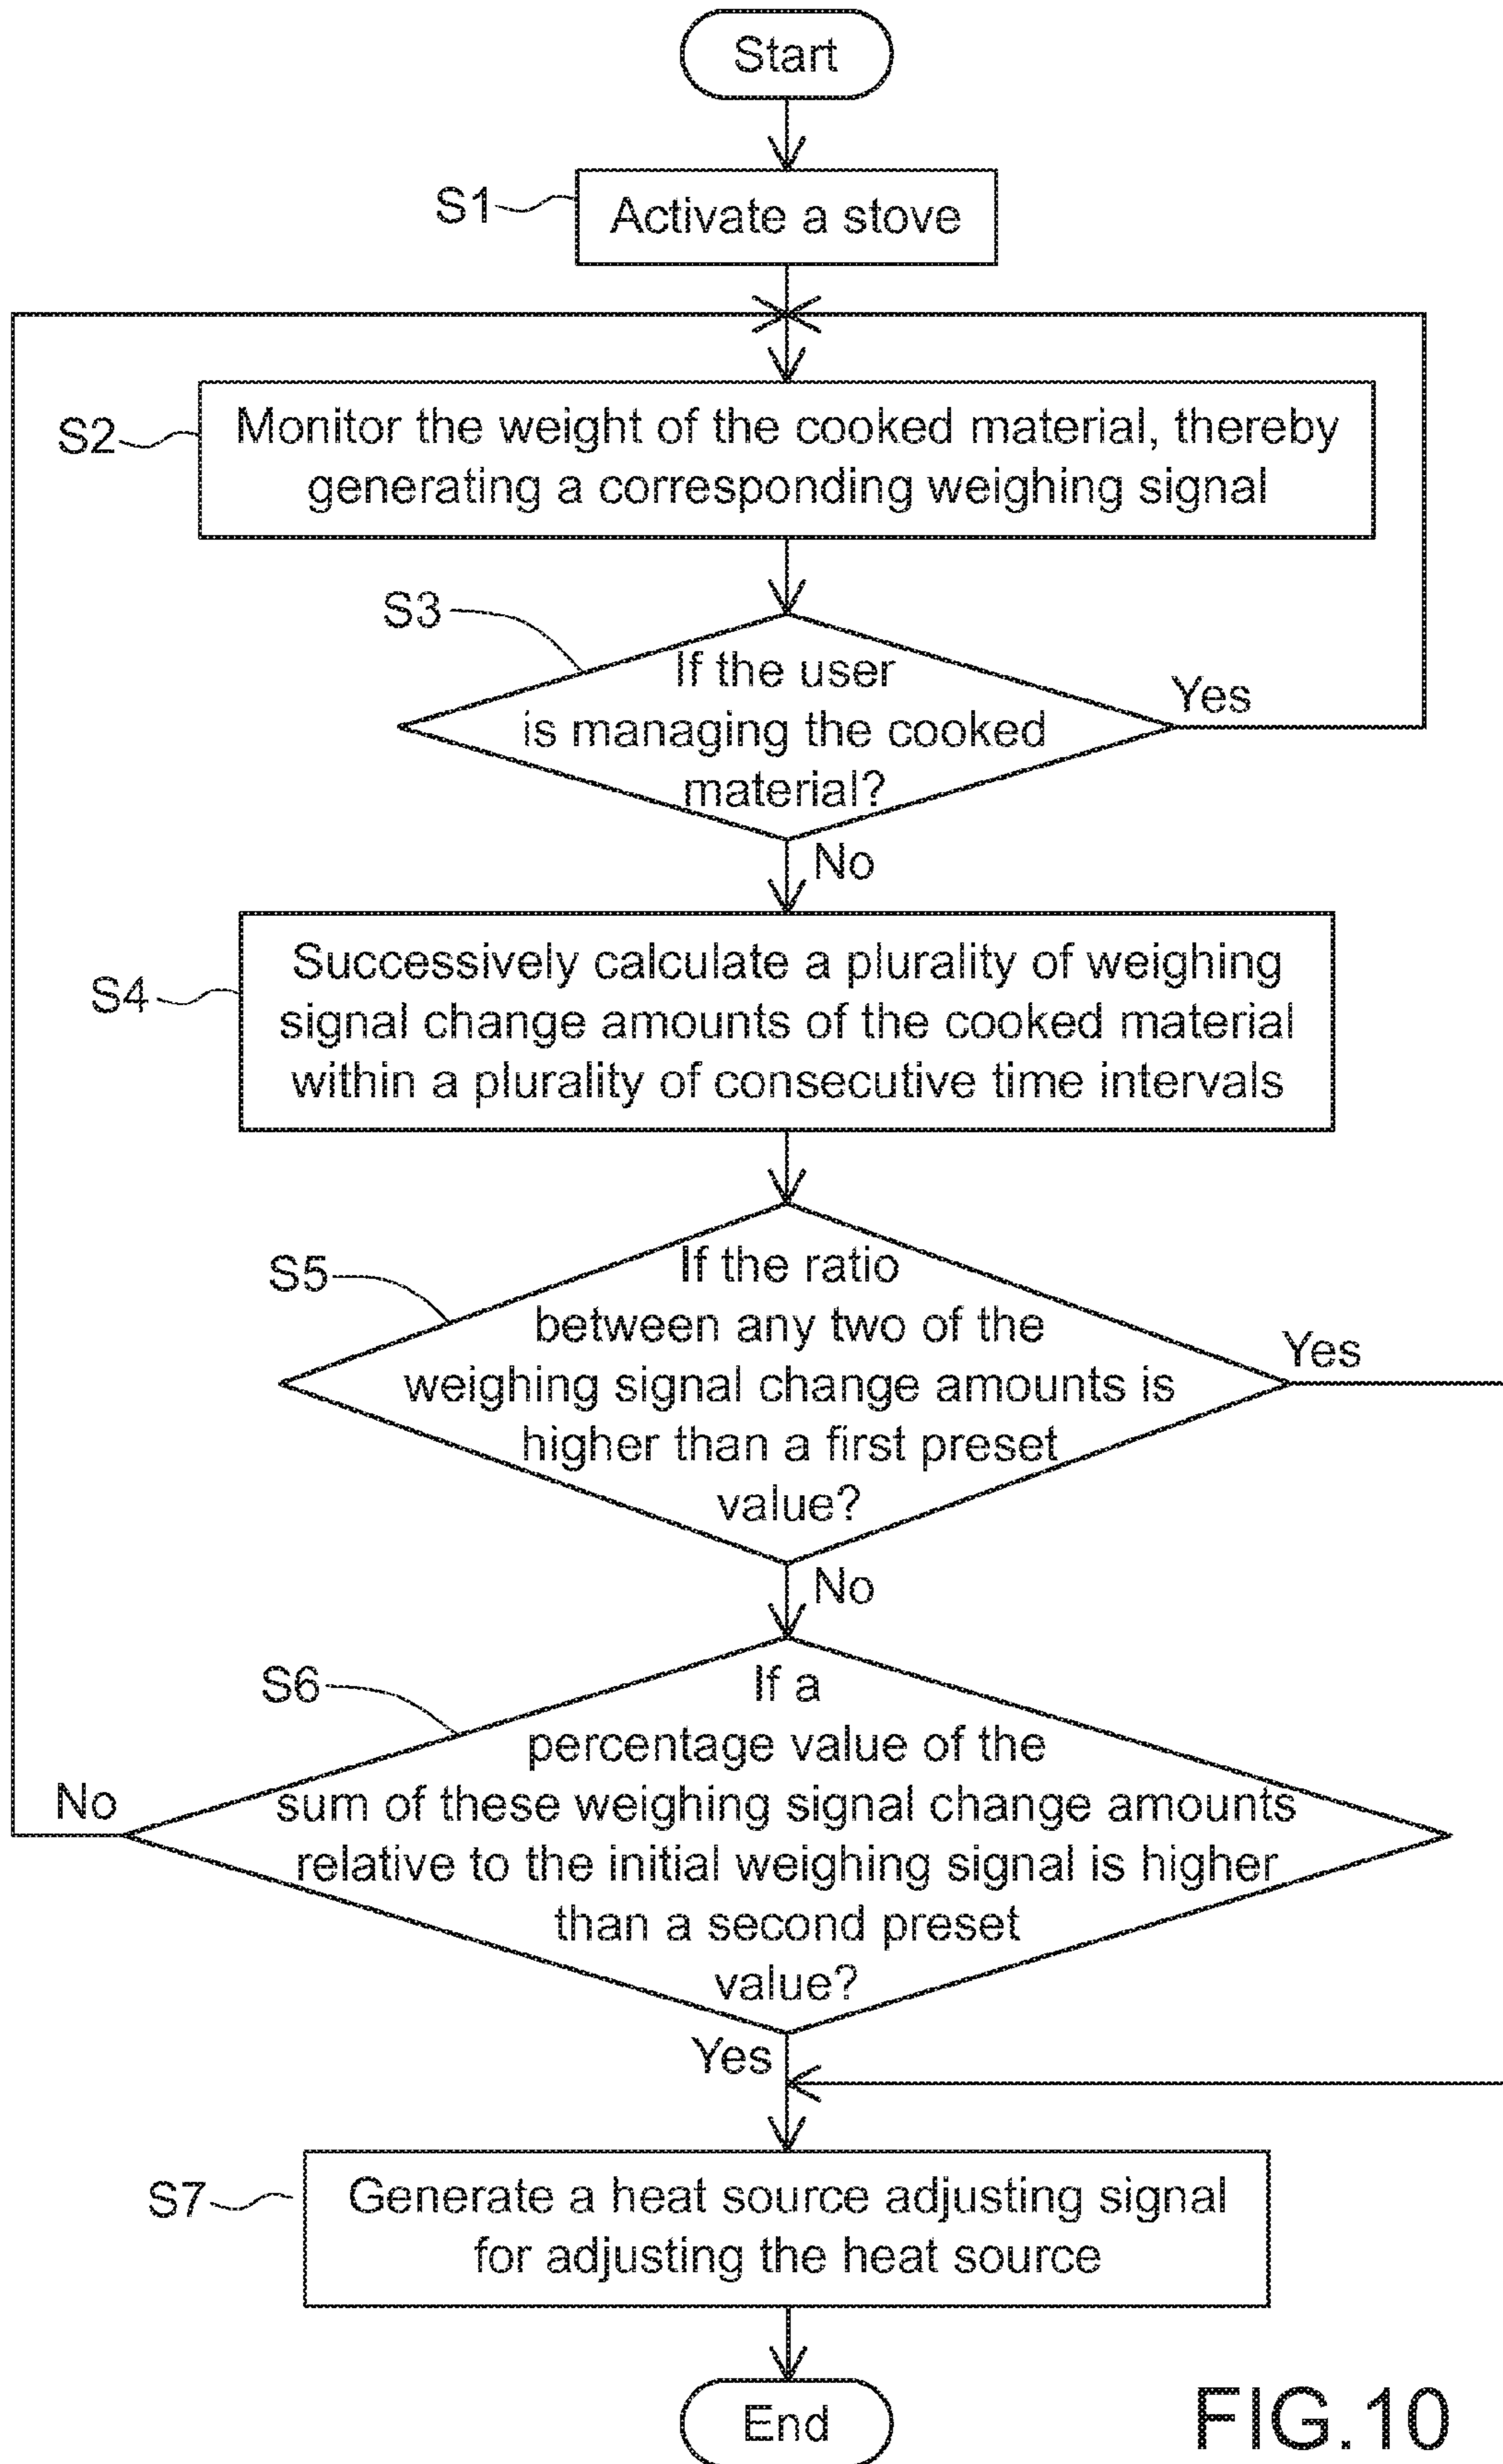 Start
S1
Activate a stove
S2
Monitor the weight of the cooked material, thereby
generating a corresponding weighing signal
S3
If the user
is managing the cooked
material?
Yes
No
S4
Successively calculate a plurality of weighing
signal change amounts of the cooked material
within a plurality of consecutive time intervals
S5
If the ratio
between any two of the
weighing signal change amounts is
higher than a first preset
value?
Yes
No
S6
If a
percentage value of the
sum of these weighing signal change amounts
relative to the initial weighing signal is higher
than a second preset
value?
No
Yes
S7
Generate a heat source adjusting signal
for adjusting the heat source
End
FIG.10